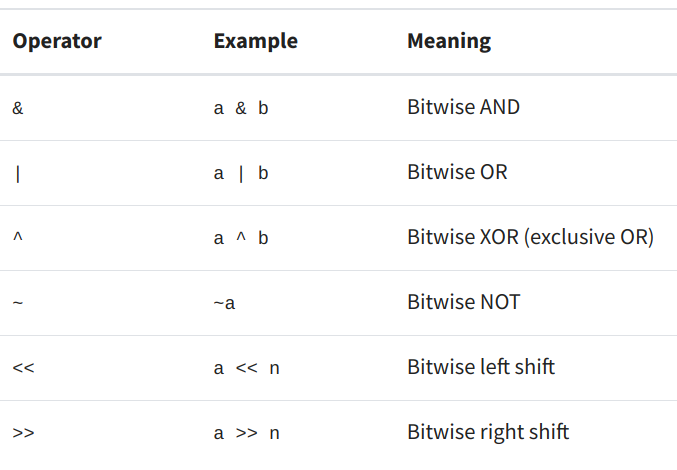 Operator Example Meaning
& a & b Bitwise AND
| a | b Bitwise OR
^ a ^ b Bitwise XOR (exclusive OR)
~ ~a Bitwise NOT
<< a << n Bitwise left shift
>> a >> n Bitwise right shift